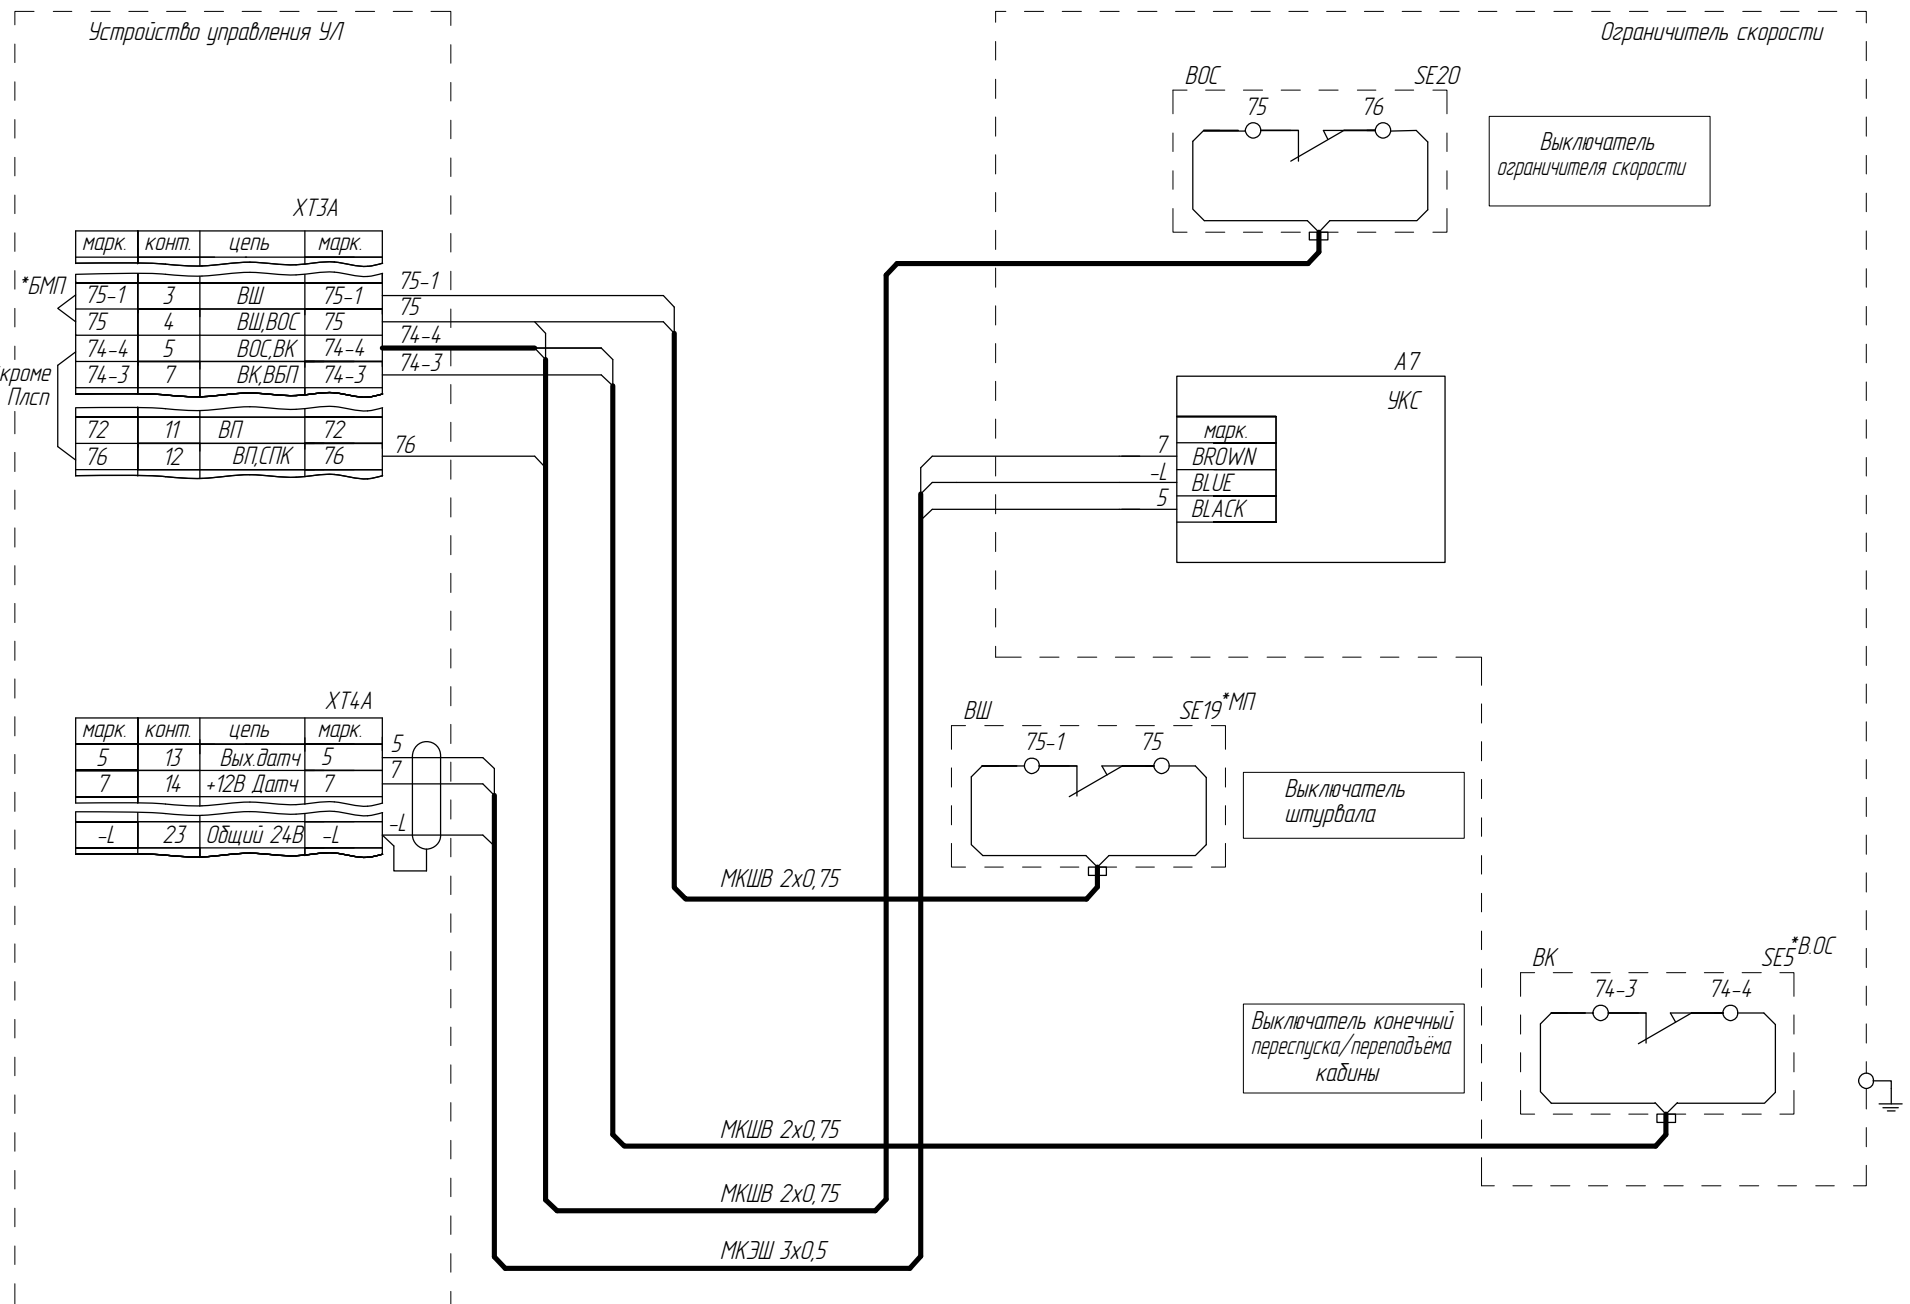 Устройство управления УЛ
Ограничитель скорости
ВОС
SE20
75
76
Выключатель
ограничителя скорости
XT3A
марк. конт. цепь марк.
*БМП
75-1 3 ВШ 75-1
75-1
75 4 ВШ,ВОС 75
75
74-4 5 ВОС,ВК 74-4
74-4
74-3 7 ВК,ВБП 74-3
74-3
кроме
Плсп
72 11 ВП 72
76 12 ВП,СПК 76
76
A7
УКС
марк.
7 BROWN
-L BLUE
5 BLACK
XT4A
марк. конт. цепь марк.
5 13 Вых.датч 5
5
7 14 +12В Датч 7
7
-L 23 Общий 24В -L
-L
ВШ
SE19*МП
75-1
75
Выключатель
штурвала
МКШВ 2х0,75
ВК
SE5*В.ОС
74-3
74-4
Выключатель конечный
переспуска/переподъёма
кабины
МКШВ 2х0,75
МКШВ 2х0,75
МКЭШ 3х0,5